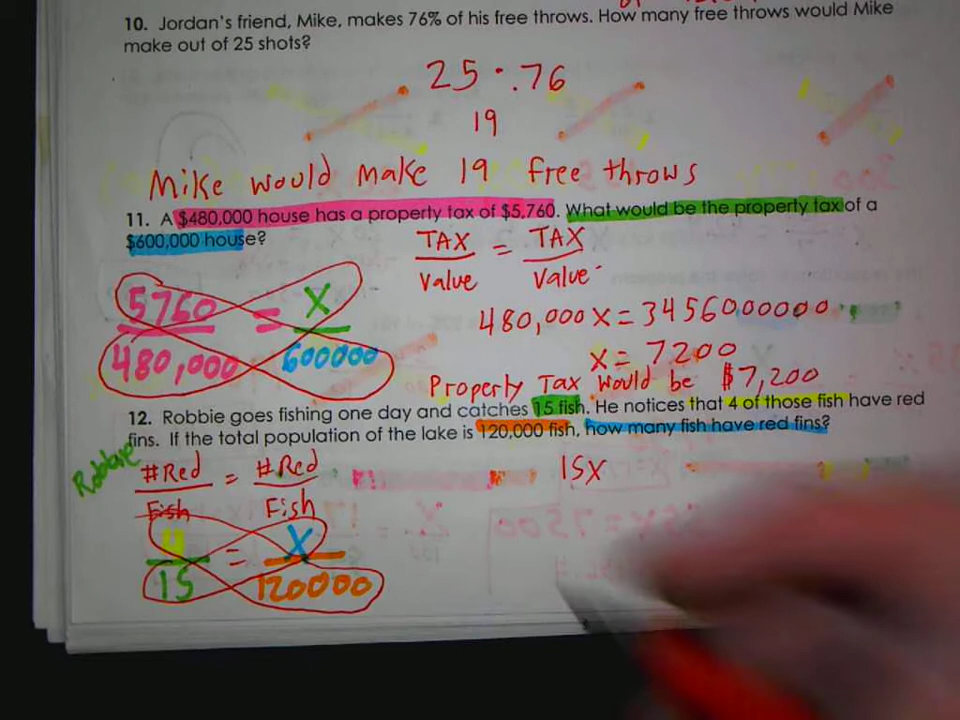 10. Jordan's friend, Mike, makes 76% of his free throws. How many free throws would Mike
make out of 25 shots?
25 · .76
19
Mike would make 19 free throws
11. A $480,000 house has a property tax of $5,760. What would be the property tax of a
$600,000 house?
TAX = TAX
value value
5760 = X
480,000 600000
480,000 X = 3456000000
X = 7200
Property Tax would be $7,200
12. Robbie goes fishing one day and catches 15 fish. He notices that 4 of those fish have red
fins. If the total population of the lake is 120,000 fish, how many fish have red fins?
Robbie
#Red = #Red
Fish Fish
4 = X
15 120000
15X